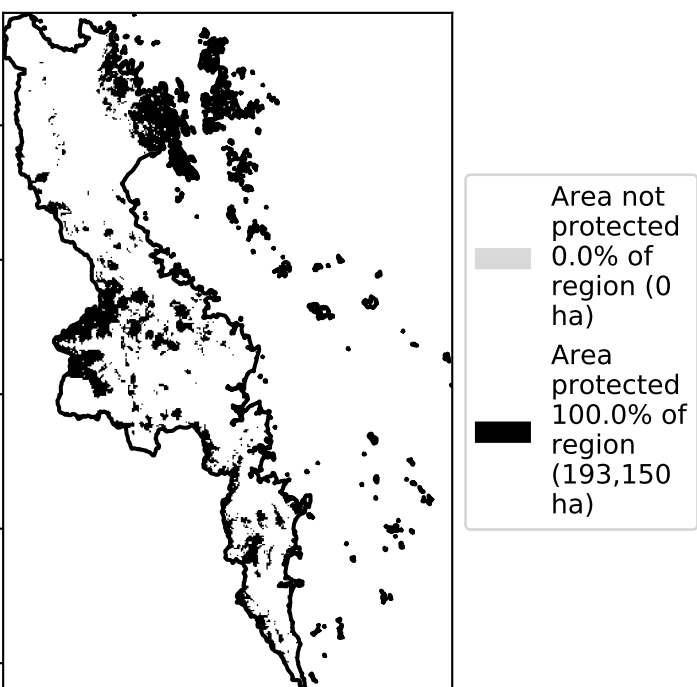 Area not
protected
0.0% of
region (0
ha)
Area
protected
100.0% of
region
(193,150
ha)